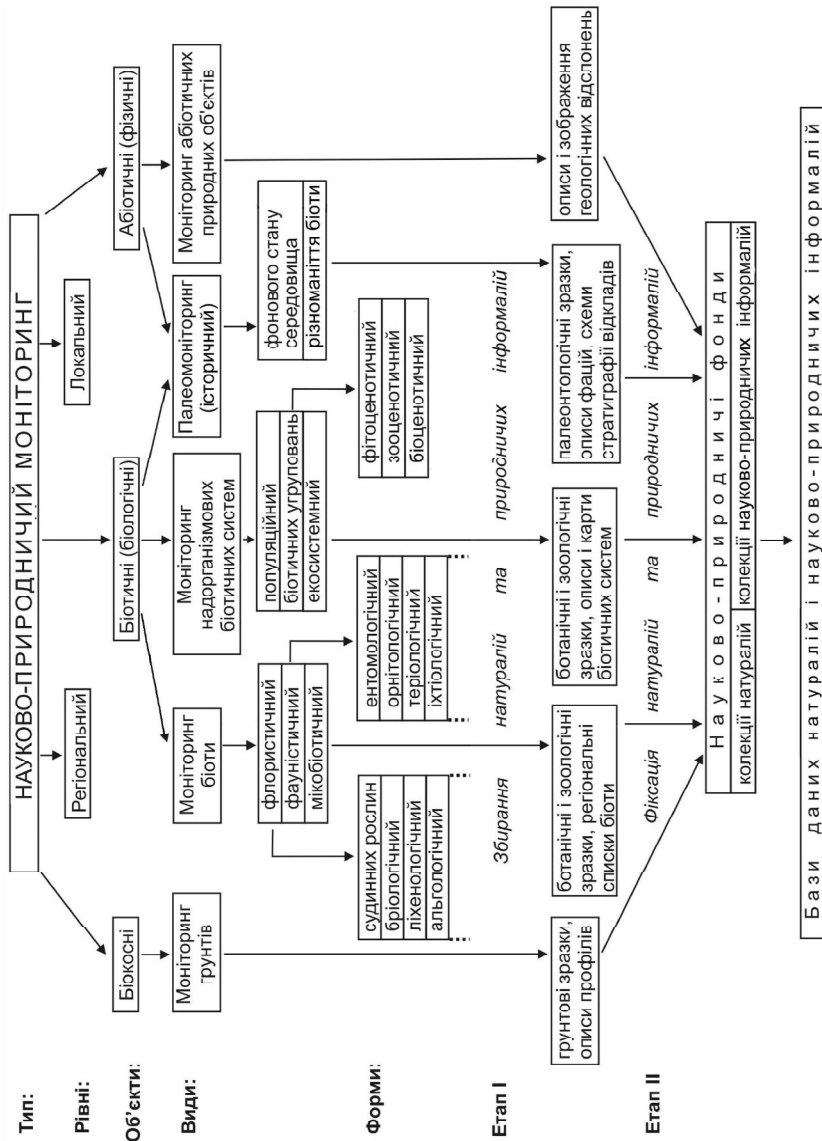 Тип:
НАУКОВО-ПРИРОДНИЧИЙ МОНІТОРИНГ
Рівні:
Регіональний
Локальний
Об'єкти:
Біокосні
Біотичні (біологічні)
Абіотичні (фізичні)
Види:
Моніторинг
ґрунтів
Моніторинг
біоти
Моніторинг
надорганізмових
біотичних систем
Палеомоніторинг
(історичний)
Моніторинг абіотичних
природних об'єктів
флористичний
фауністичний
мікобіотичний
популяційний
біотичних угруповань
екосистемний
фонового стану
середовища
різноманіття біоти
Форми:
судинних рослин
бріологічний
ліхенологічний
альгологічний
ентомологічний
орнітологічний
теріологічний
іхтіологічний
фітоценотичний
зооценотичний
біоценотичний
Етап I
Збирання натуралій та природничих інформалій
ґрунтові зразки,
описи профілів
ботанічні і зоологічні
зразки, регіональні
списки біоти
ботанічні і зоологічні
зразки, описи і карти
біотичних систем
палеонтологічні зразки,
описи фацій, схеми
стратиграфії відкладів
описи і зображення
геологічних відслонень
Етап II
Фіксація натуралій та природничих інформалій
Науково-природничі фонди
колекції натуралій
колекції науково-природничих інформалій
Бази даних натуралій і науково-природничих інформалій